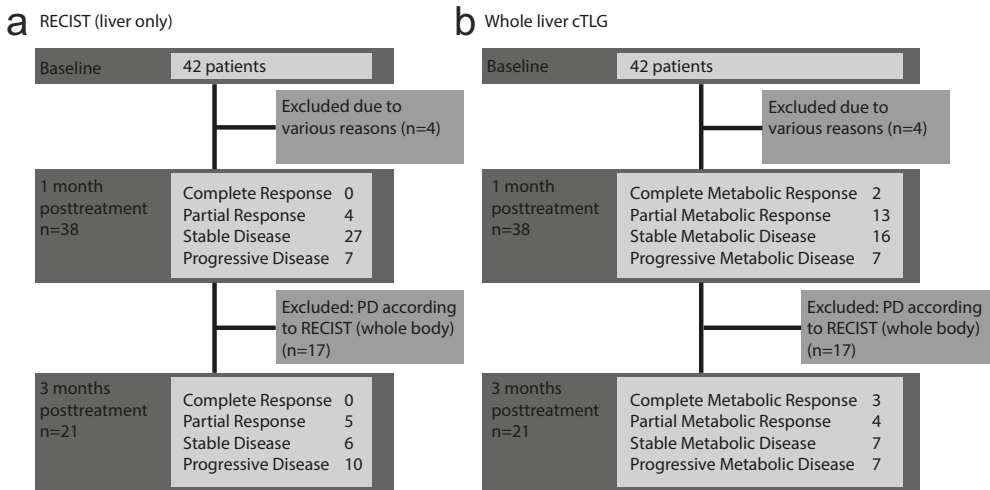 a RECIST (liver only)
Baseline
42 patients
Excluded due to
various reasons (n=4)
1 month
posttreatment
n=38
Complete Response 0
Partial Response 4
Stable Disease 27
Progressive Disease 7
Excluded: PD according
to RECIST (whole body)
(n=17)
3 months
posttreatment
n=21
Complete Response 0
Partial Response 5
Stable Disease 6
Progressive Disease 10
b Whole liver cTLG
Baseline
42 patients
Excluded due to
various reasons (n=4)
1 month
posttreatment
n=38
Complete Metabolic Response 2
Partial Metabolic Response 13
Stable Metabolic Disease 16
Progressive Metabolic Disease 7
Excluded: PD according
to RECIST (whole body)
(n=17)
3 months
posttreatment
n=21
Complete Metabolic Response 3
Partial Metabolic Response 4
Stable Metabolic Disease 7
Progressive Metabolic Disease 7